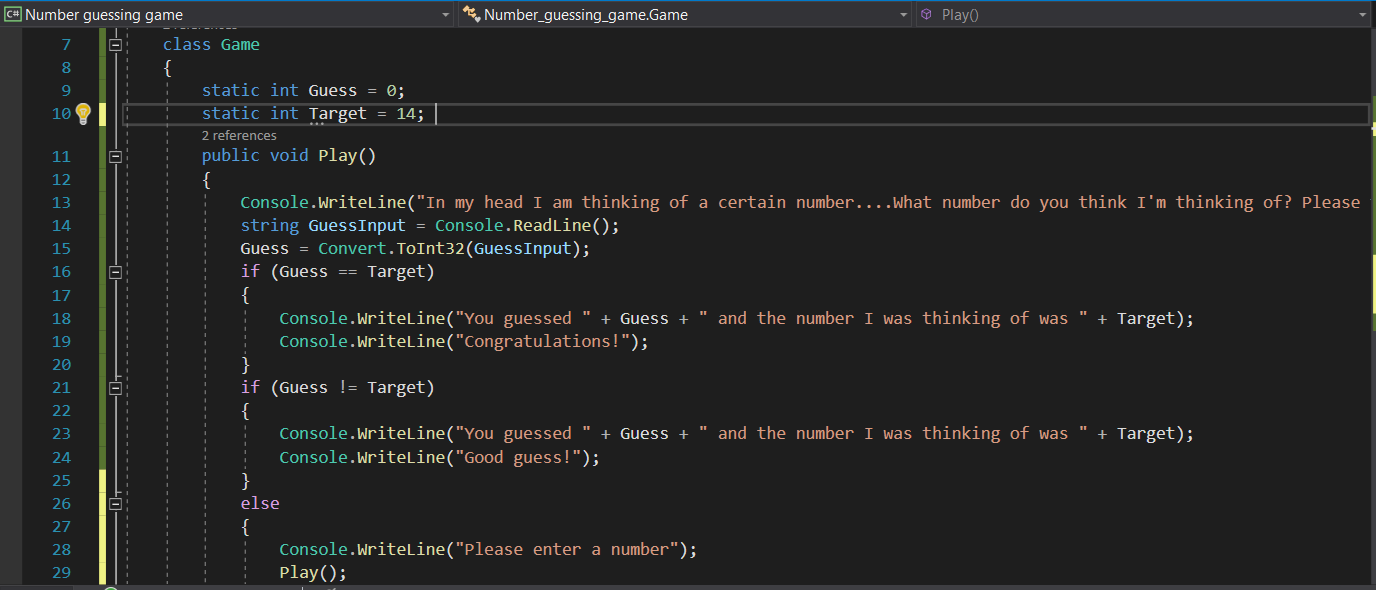 C# Number guessing game Number_guessing_game.Game Play()
7 class Game
8 {
9 static int Guess = 0;
10 static int Target = 14;
2 references
11 public void Play()
12 {
13 Console.WriteLine("In my head I am thinking of a certain number....What number do you think I'm thinking of? Please
14 string GuessInput = Console.ReadLine();
15 Guess = Convert.ToInt32(GuessInput);
16 if (Guess == Target)
17 {
18 Console.WriteLine("You guessed " + Guess + " and the number I was thinking of was " + Target);
19 Console.WriteLine("Congratulations!");
20 }
21 if (Guess != Target)
22 {
23 Console.WriteLine("You guessed " + Guess + " and the number I was thinking of was " + Target);
24 Console.WriteLine("Good guess!");
25 }
26 else
27 {
28 Console.WriteLine("Please enter a number");
29 Play();